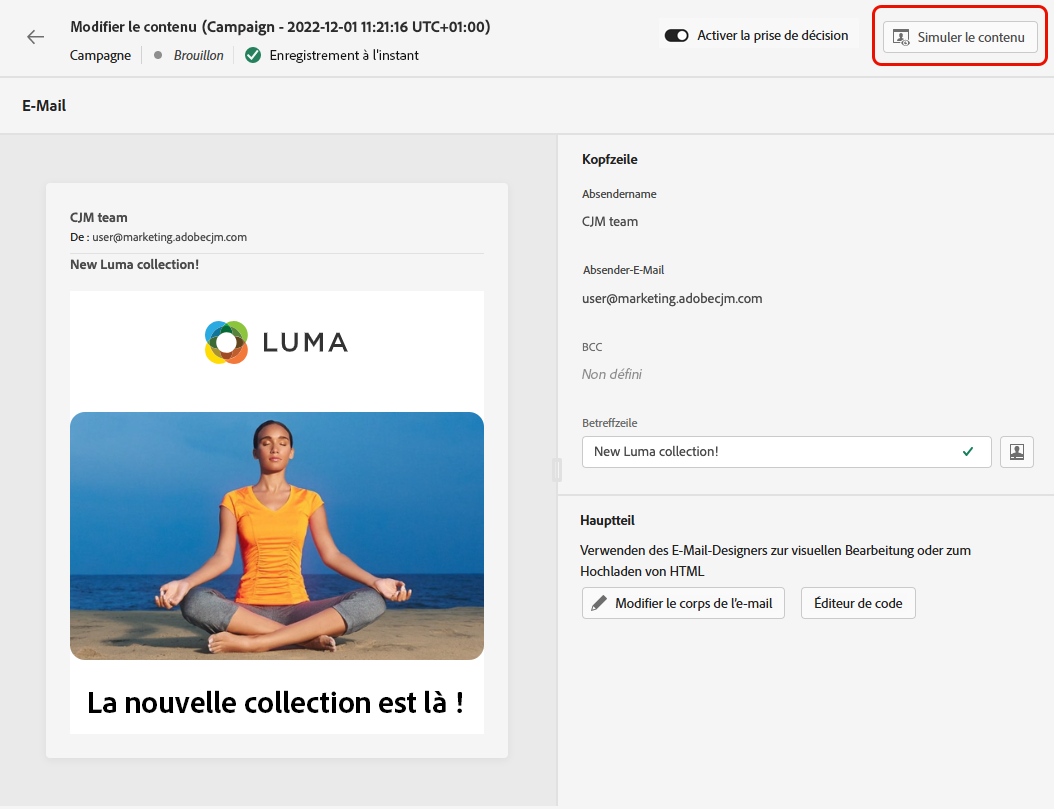 Modifier le contenu (Campaign - 2022-12-01 11:21:16 UTC+01:00)
Campagne
Brouillon
Enregistrement à l'instant
Activer la prise de décision
Simuler le contenu
E-Mail
CJM team
De : user@marketing.adobecjm.com
New Luma collection!
LUMA
La nouvelle collection est là !
Kopfzeile
Absendername
CJM team
Absender-E-Mail
user@marketing.adobecjm.com
BCC
Non défini
Betreffzeile
New Luma collection!
Hauptteil
Verwenden des E-Mail-Designers zur visuellen Bearbeitung oder zum
Hochladen von HTML
Modifier le corps de l'e-mail
Éditeur de code